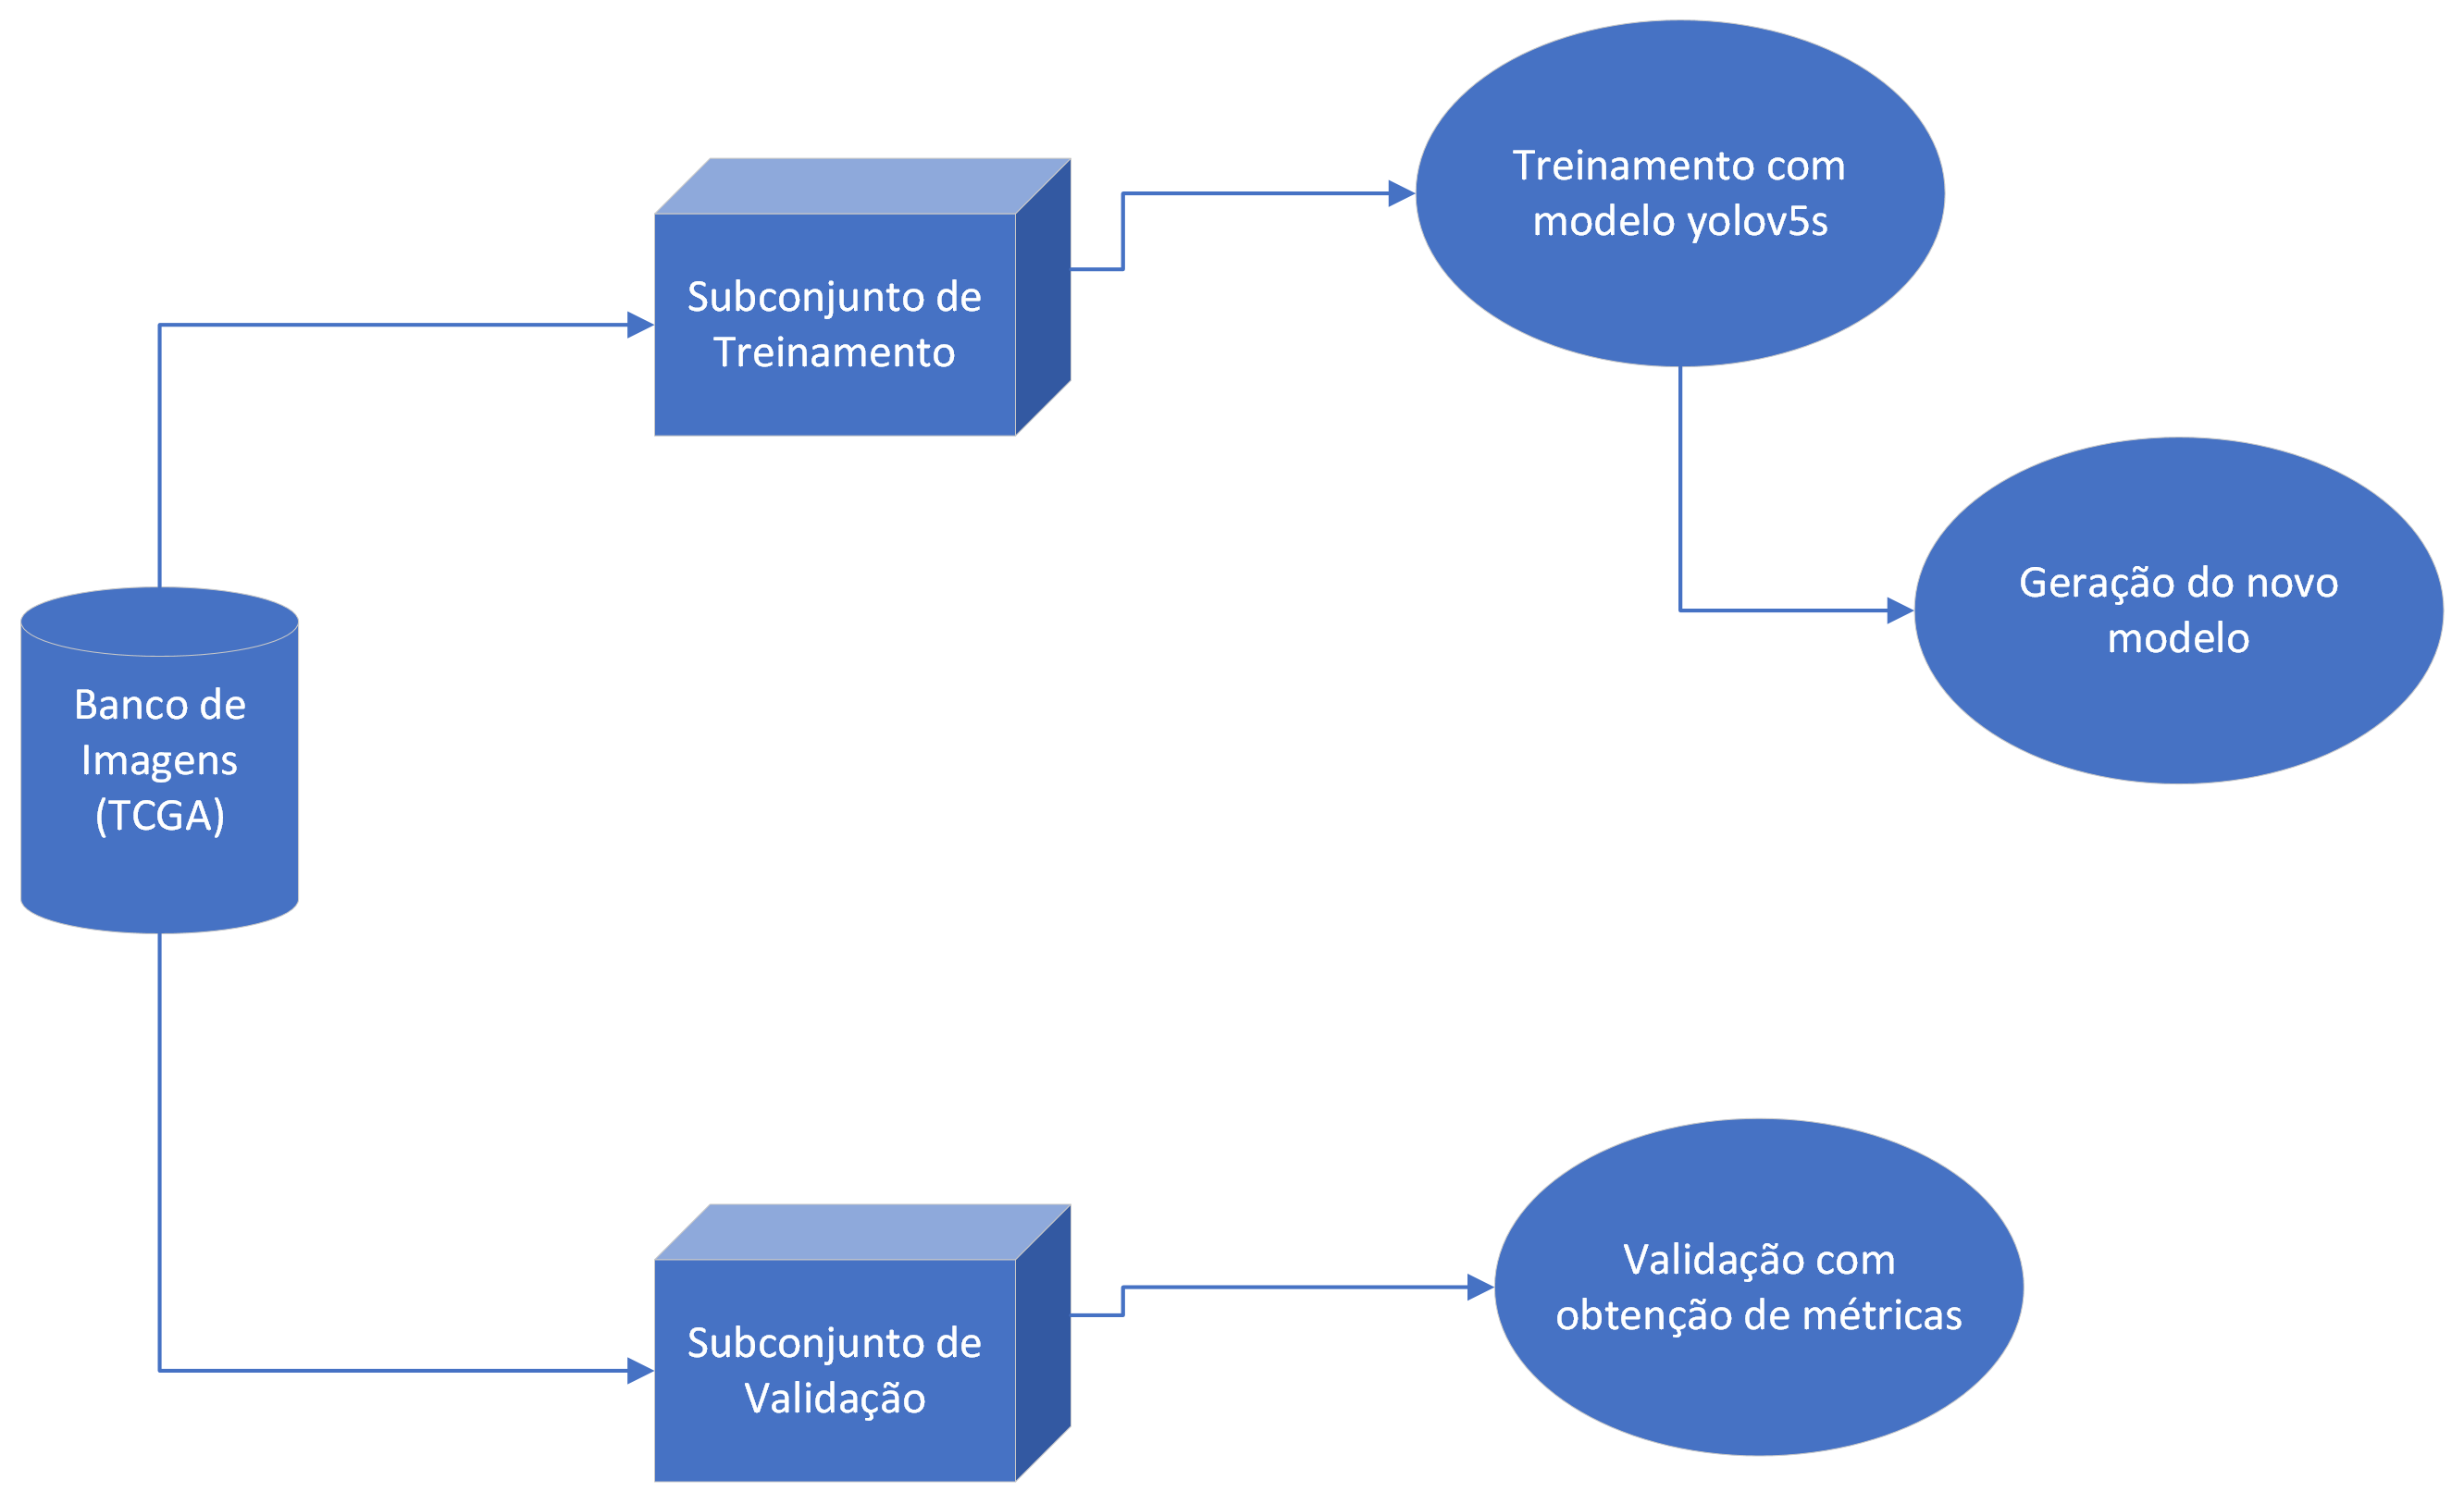 Treinamento com
modelo yolov5s
Subconjunto de
Treinamento
Geração do novo
modelo
Banco de
Imagens
(TCGA)
Validação com
obtenção de métricas
Subconjunto de
Validação